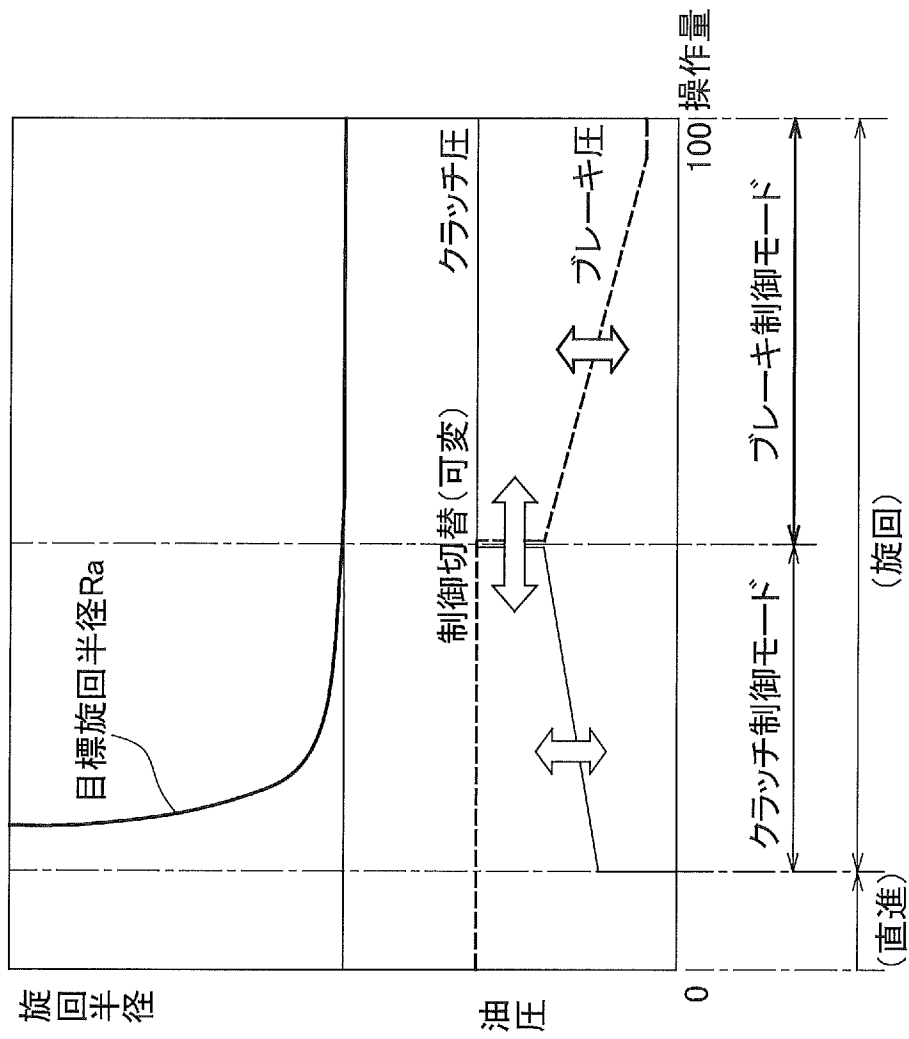 旋回半径
目標旋回半径Ra
油圧
制御切替(可変)
クラッチ圧
ブレーキ圧
0
100 操作量
クラッチ制御モード
ブレーキ制御モード
(直進)
(旋回)